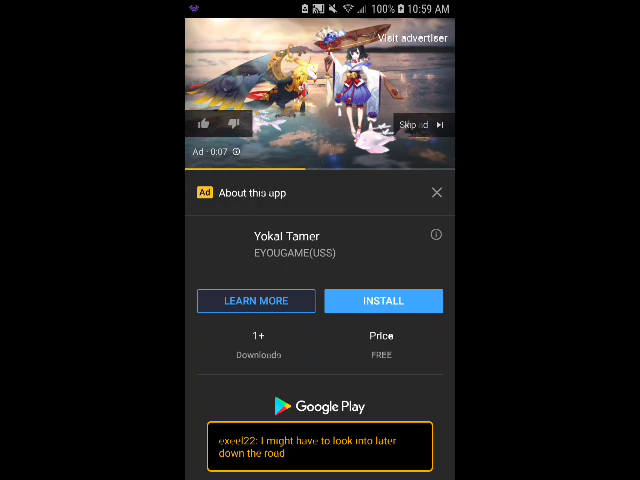 100% 10:59 AM
Visit advertiser
Skip ad
Ad · 0:07
Ad About this app
Yokai Tamer
EYOUGAME(USS)
LEARN MORE INSTALL
1+ Price
Downloads FREE
Google Play
exeel22: I might have to look into later
down the road